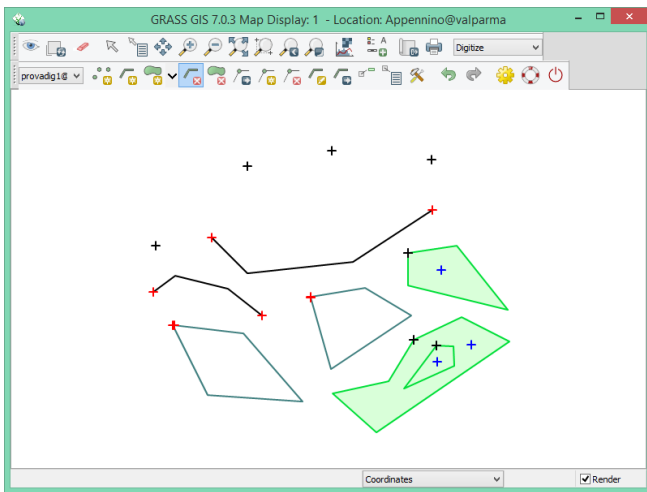 GRASS GIS 7.0.3 Map Display: 1 - Location: Appennino@valparma
Digitize
provadig1@
Coordinates
Render